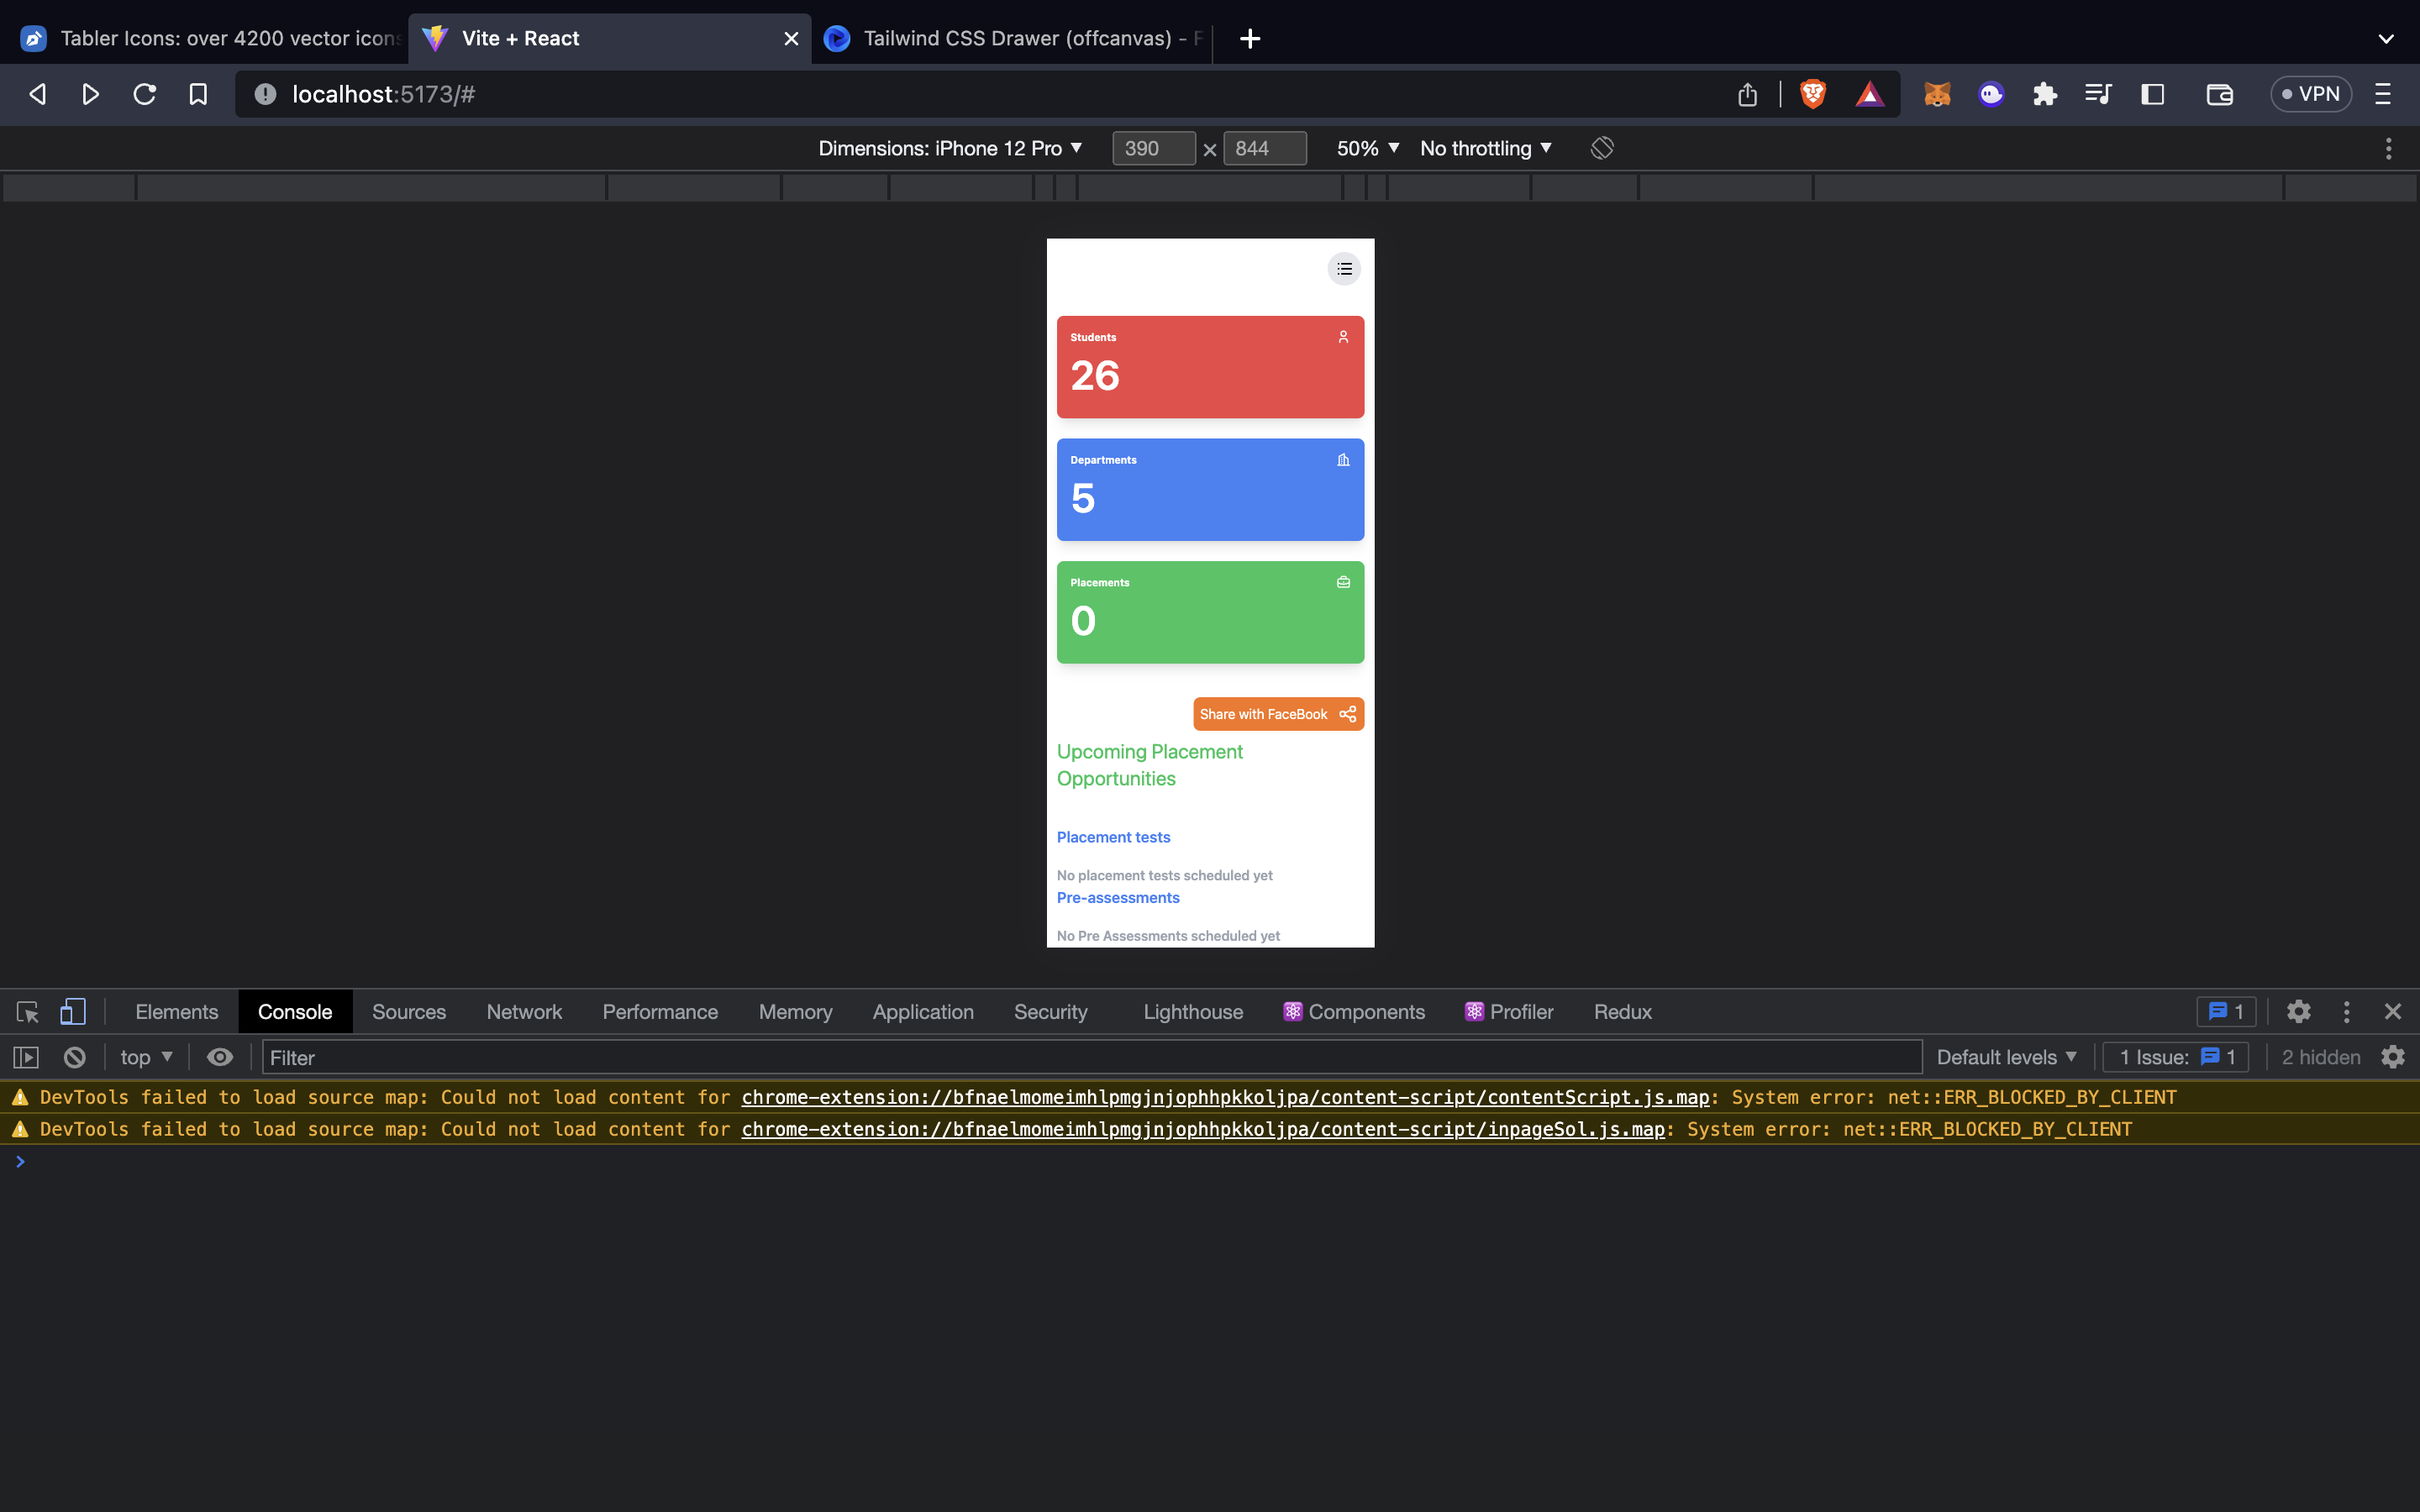 Tabler Icons: over 4200 vector icons
Vite + React
Tailwind CSS Drawer (offcanvas) - F
localhost:5173/#
VPN
Dimensions: iPhone 12 Pro
390 × 844
50%
No throttling
Students
26
Departments
5
Placements
0
Share with FaceBook
Upcoming Placement
Opportunities
Placement tests
No placement tests scheduled yet
Pre-assessments
No Pre Assessments scheduled yet
Elements Console Sources Network Performance Memory Application Security Lighthouse Components Profiler Redux 1
top Filter Default levels 1 Issue: 1 2 hidden
DevTools failed to load source map: Could not load content for chrome-extension://bfnaelmomeimhlpmgjnjophhpkkoljpa/content-script/contentScript.js.map: System error: net::ERR_BLOCKED_BY_CLIENT
DevTools failed to load source map: Could not load content for chrome-extension://bfnaelmomeimhlpmgjnjophhpkkoljpa/content-script/inpageSol.js.map: System error: net::ERR_BLOCKED_BY_CLIENT